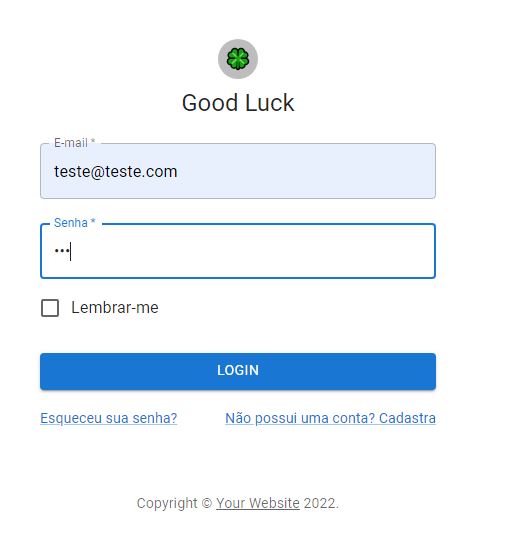 Good Luck
E-mail *
teste@teste.com
Senha *
•••
Lembrar-me
LOGIN
Esqueceu sua senha? Não possui uma conta? Cadastra
Copyright © Your Website 2022.